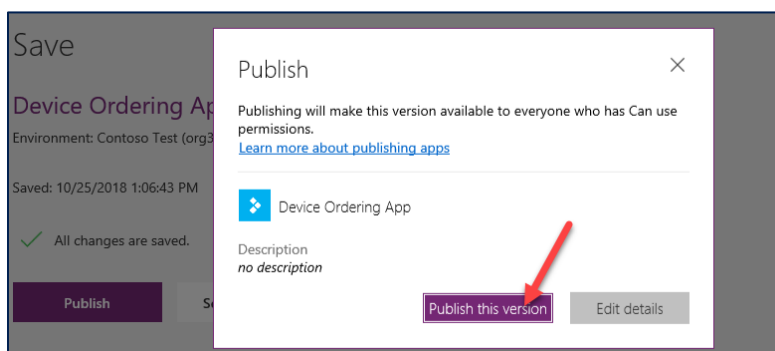 Save
Device Ordering Ap
Environment: Contoso Test (org3
Saved: 10/25/2018 1:06:43 PM
All changes are saved.
Publish
Se
Publish
Publishing will make this version available to everyone who has Can use
permissions.
Learn more about publishing apps
Device Ordering App
Description
no description
Publish this version
Edit details